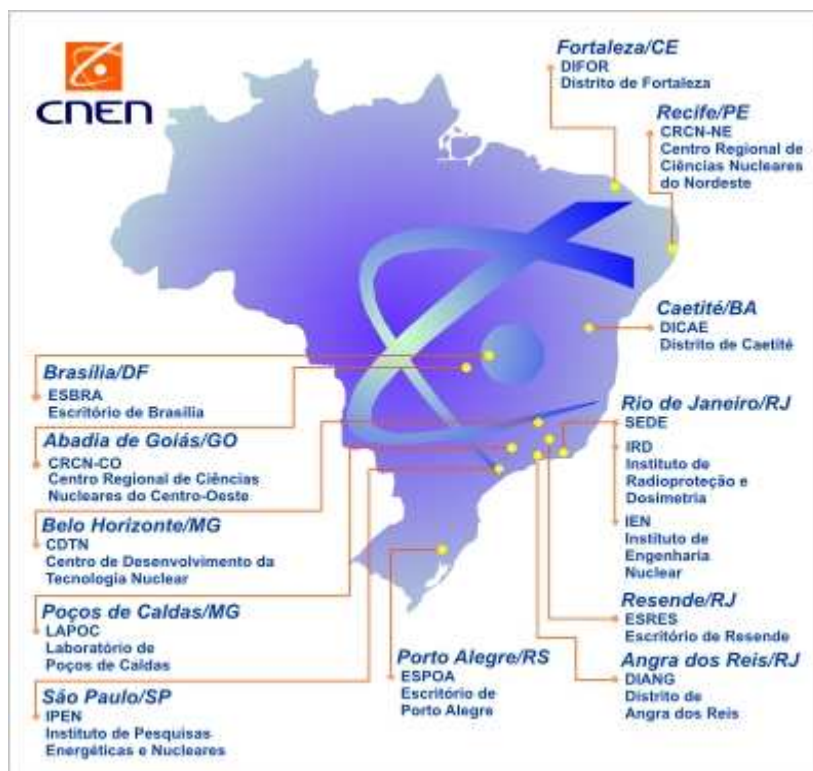 CNEN
Fortaleza/CE
DIFOR
Distrito de Fortaleza
Recife/PE
CRCN-NE
Centro Regional de
Ciências Nucleares
do Nordeste
Caetité/BA
DICAE
Distrito de Caetité
Brasília/DF
ESBRA
Escritório de Brasília
Abadia de Goiás/GO
CRCN-CO
Centro Regional de Ciências
Nucleares do Centro-Oeste
Belo Horizonte/MG
CDTN
Centro de Desenvolvimento da
Tecnologia Nuclear
Poços de Caldas/MG
LAPOC
Laboratório de
Poços de Caldas
São Paulo/SP
IPEN
Instituto de Pesquisas
Energéticas e Nucleares
Porto Alegre/RS
ESPOA
Escritório de
Porto Alegre
Rio de Janeiro/RJ
SEDE
IRD
Instituto de
Radioproteção e
Dosimetria
IEN
Instituto de
Engenharia
Nuclear
Resende/RJ
ESRES
Escritório de Resende
Angra dos Reis/RJ
DIANG
Distrito de
Angra dos Reis